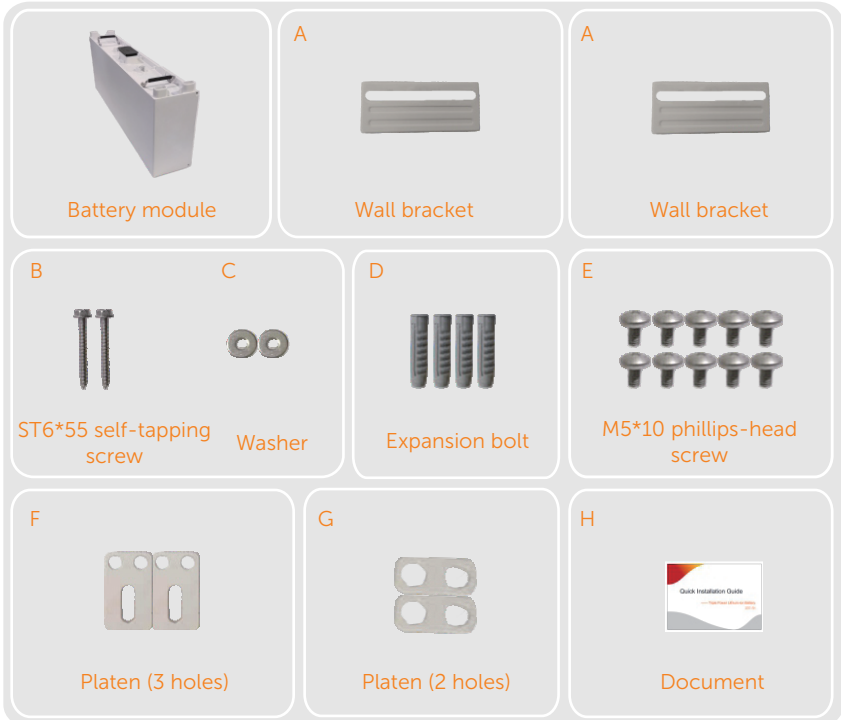 A
A
Battery module
Wall bracket
Wall bracket
B
C
D
E
ST6*55 self-tapping
screw
Washer
Expansion bolt
M5*10 phillips-head
screw
F
G
H
Quick Installation Guide
Platen (3 holes)
Platen (2 holes)
Document